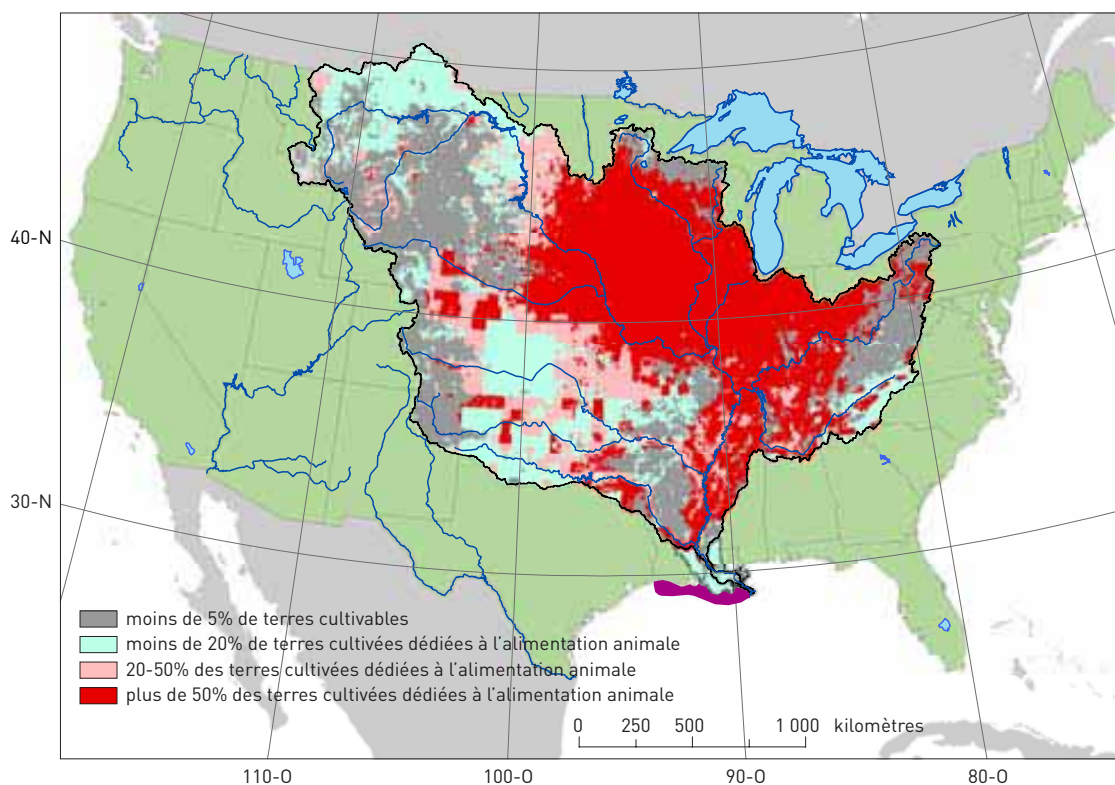 40-N
30-N
moins de 5% de terres cultivables
moins de 20% de terres cultivées dédiées à l'alimentation animale
20-50% des terres cultivées dédiées à l'alimentation animale
plus de 50% des terres cultivées dédiées à l'alimentation animale
0 250 500 1 000 kilomètres
110-O 100-O 90-O 80-O